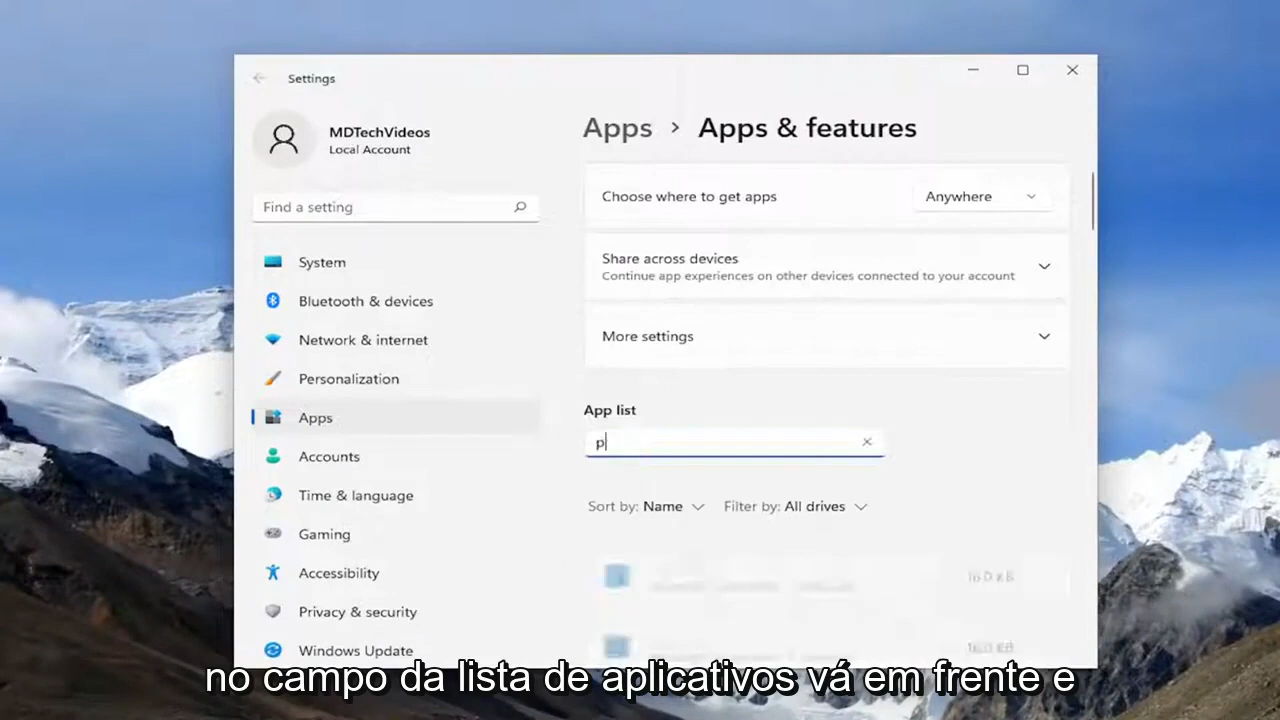 Settings
MDTechVideos
Local Account
Find a setting
System
Bluetooth & devices
Network & internet
Personalization
Apps
Accounts
Time & language
Gaming
Accessibility
Privacy & security
Windows Update
Apps > Apps & features
Choose where to get apps
Anywhere
Share across devices
Continue app experiences on other devices connected to your account
More settings
App list
p
Sort by: Name
Filter by: All drives
no campo da lista de aplicativos vá em frente e